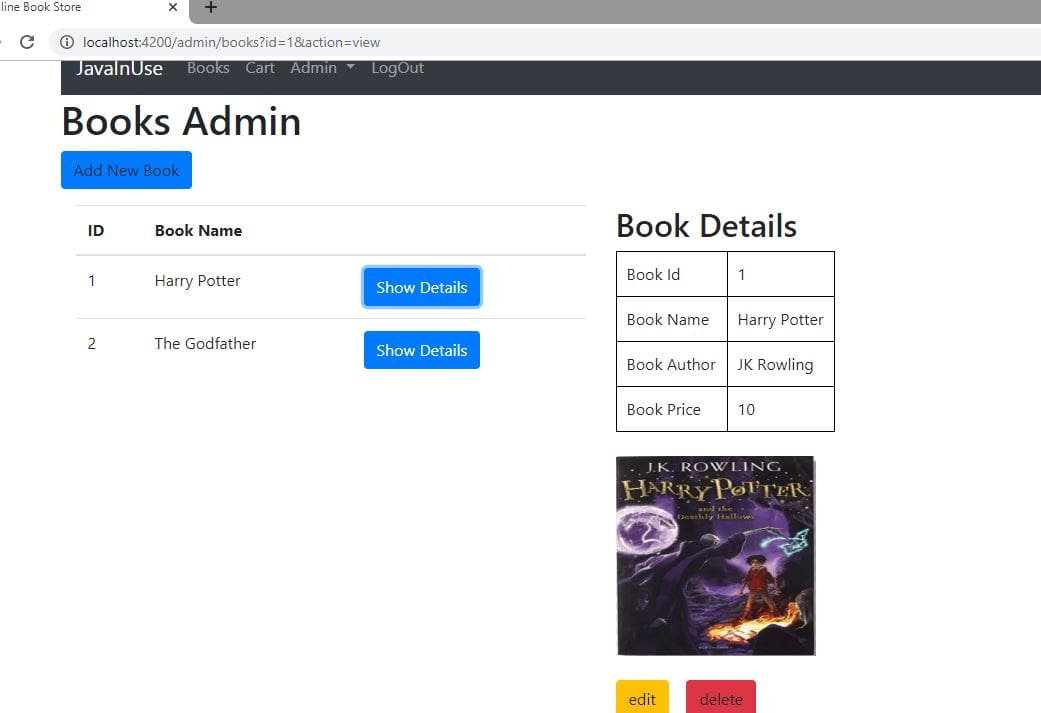 line Book Store
localhost:4200/admin/books?id=1&action=view
JavaInUse Books Cart Admin LogOut
Books Admin
Add New Book
ID Book Name
1 Harry Potter Show Details
2 The Godfather Show Details
Book Details
Book Id 1
Book Name Harry Potter
Book Author JK Rowling
Book Price 10
J.K. ROWLING
HARRY POTTER
and the
Deathly Hallows
edit delete